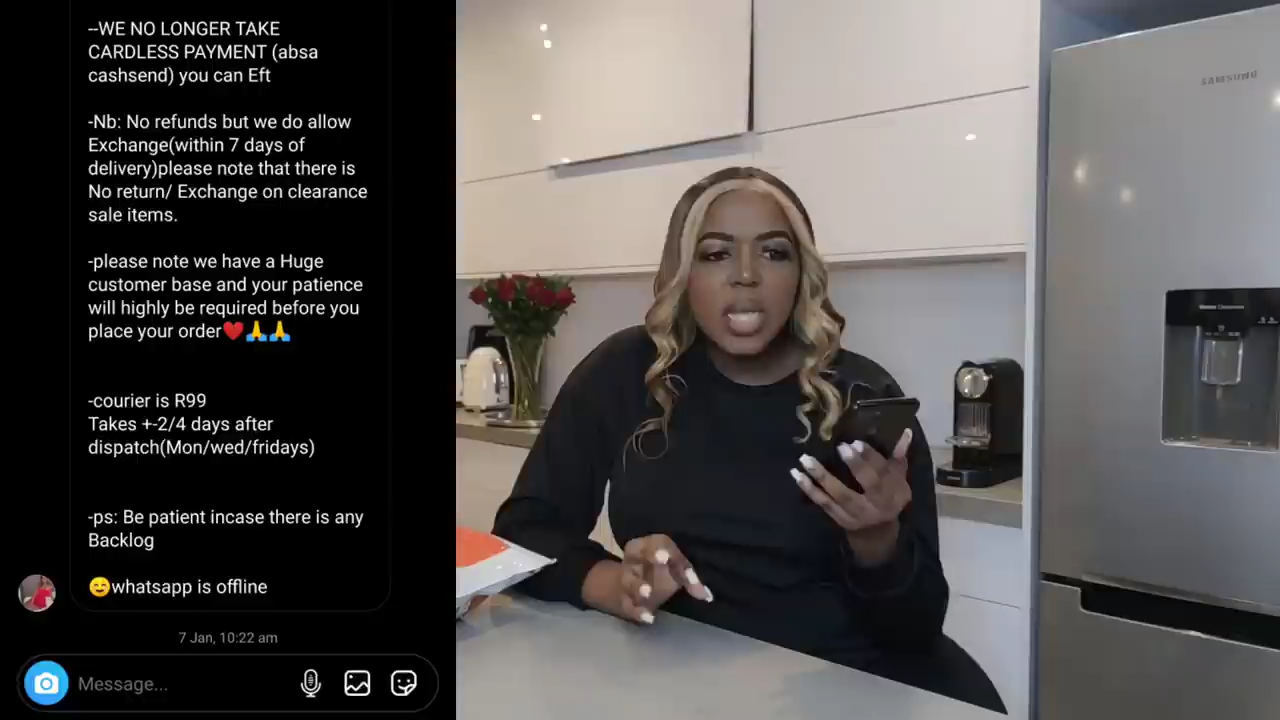 --WE NO LONGER TAKE
CARDLESS PAYMENT (absa
cashsend) you can Eft
-Nb: No refunds but we do allow
Exchange(within 7 days of
delivery)please note that there is
No return/ Exchange on clearance
sale items.
-please note we have a Huge
customer base and your patience
will highly be required before you
place your order❤️🙏🙏
-courier is R99
Takes +-2/4 days after
dispatch(Mon/wed/fridays)
-ps: Be patient incase there is any
Backlog
😊whatsapp is offline
7 Jan, 10:22 am
Message...
SAMSUNG